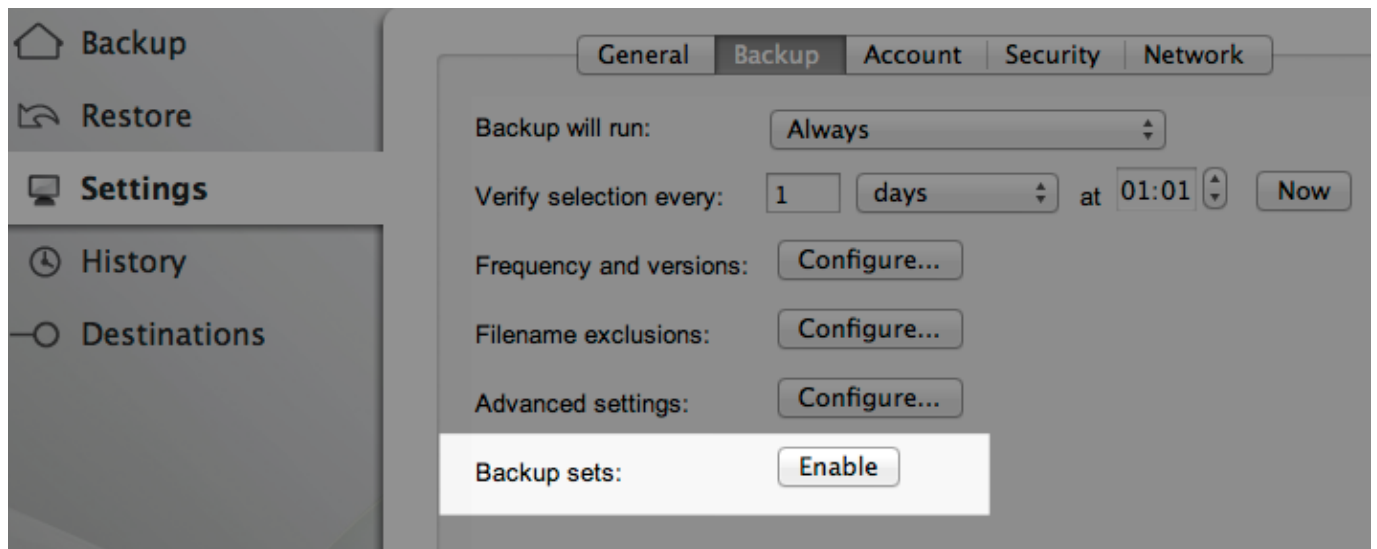 Backup
Restore
Settings
History
Destinations
General Backup Account Security Network
Backup will run: Always
Verify selection every: 1 days at 01:01 Now
Frequency and versions: Configure...
Filename exclusions: Configure...
Advanced settings: Configure...
Backup sets: Enable